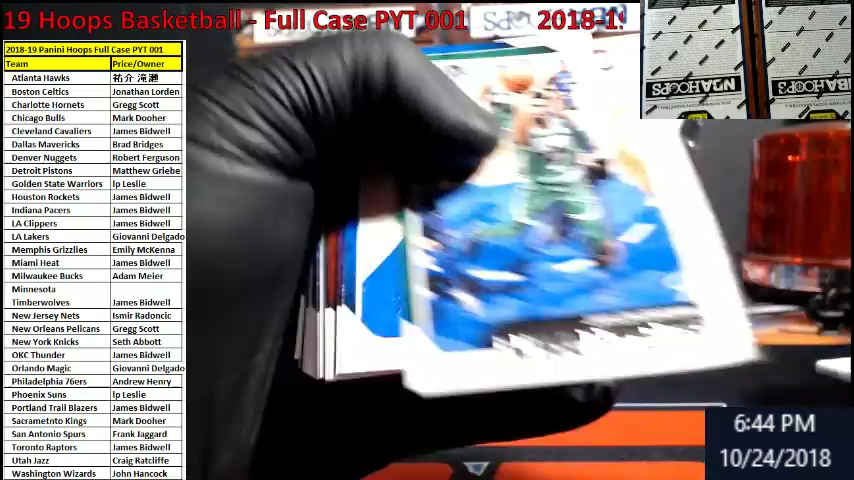 19 Hoops Basketball - Full Case PYT 001 2018-19
2018-19 Panini Hoops Full Case PYT 001
Team Price/Owner
Atlanta Hawks 祐介 滝瀬
Boston Celtics Jonathan Lorden
Charlotte Hornets Gregg Scott
Chicago Bulls Mark Dooher
Cleveland Cavaliers James Bidwell
Dallas Mavericks Brad Bridges
Denver Nuggets Robert Ferguson
Detroit Pistons Matthew Griebe
Golden State Warriors lp Leslie
Houston Rockets James Bidwell
Indiana Pacers James Bidwell
LA Clippers James Bidwell
LA Lakers Giovanni Delgado
Memphis Grizzlies Emily McKenna
Miami Heat James Bidwell
Milwaukee Bucks Adam Meier
Minnesota
Timberwolves James Bidwell
New Jersey Nets Ismir Radoncic
New Orleans Pelicans Gregg Scott
New York Knicks Seth Abbott
OKC Thunder James Bidwell
Orlando Magic Giovanni Delgado
Philadelphia 76ers Andrew Henry
Phoenix Suns lp Leslie
Portland Trail Blazers James Bidwell
Sacrametnto Kings Mark Dooher
San Antonio Spurs Frank Jaggard
Toronto Raptors James Bidwell
Utah Jazz Craig Ratcliffe
Washington Wizards John Hancock
NBA HOOPS
NBA HOOPS
6:44 PM
10/24/2018